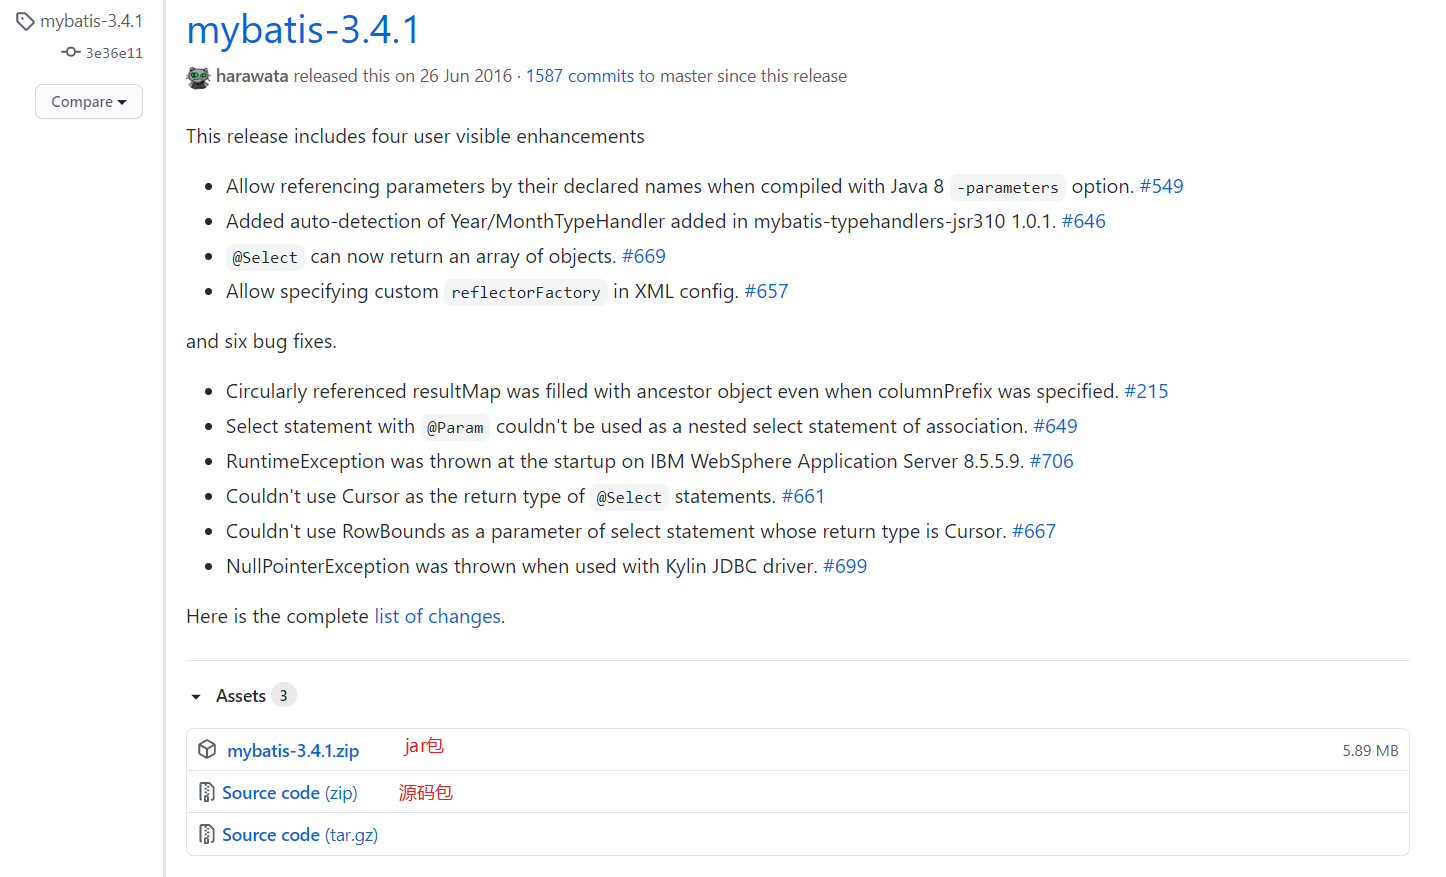 mybatis-3.4.1
3e36e11
Compare
mybatis-3.4.1
harawata released this on 26 Jun 2016 · 1587 commits to master since this release
This release includes four user visible enhancements
• Allow referencing parameters by their declared names when compiled with Java 8 -parameters option. #549
• Added auto-detection of Year/MonthTypeHandler added in mybatis-typehandlers-jsr310 1.0.1. #646
• @Select can now return an array of objects. #669
• Allow specifying custom reflectorFactory in XML config. #657
and six bug fixes.
• Circularly referenced resultMap was filled with ancestor object even when columnPrefix was specified. #215
• Select statement with @Param couldn't be used as a nested select statement of association. #649
• RuntimeException was thrown at the startup on IBM WebSphere Application Server 8.5.5.9. #706
• Couldn't use Cursor as the return type of @Select statements. #661
• Couldn't use RowBounds as a parameter of select statement whose return type is Cursor. #667
• NullPointerException was thrown when used with Kylin JDBC driver. #699
Here is the complete list of changes.
Assets 3
mybatis-3.4.1.zip jar包 5.89 MB
Source code (zip) 源码包
Source code (tar.gz)